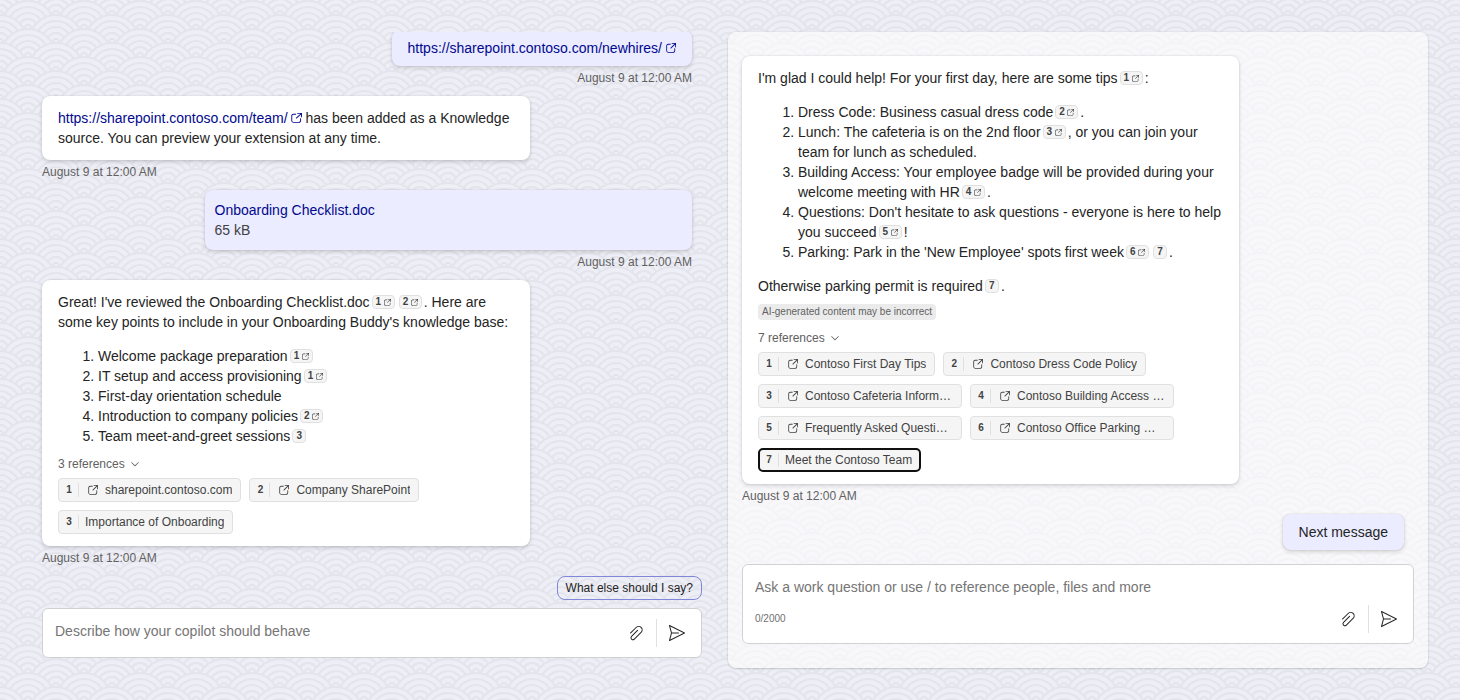 https://sharepoint.contoso.com/newhires/
August 9 at 12:00 AM
https://sharepoint.contoso.com/team/ has been added as a Knowledge
source. You can preview your extension at any time.
August 9 at 12:00 AM
Onboarding Checklist.doc
65 kB
August 9 at 12:00 AM
Great! I've reviewed the Onboarding Checklist.doc 1 2 . Here are
some key points to include in your Onboarding Buddy's knowledge base:
1. Welcome package preparation 1
2. IT setup and access provisioning 1
3. First-day orientation schedule
4. Introduction to company policies 2
5. Team meet-and-greet sessions 3
3 references
1 sharepoint.contoso.com 2 Company SharePoint
3 Importance of Onboarding
August 9 at 12:00 AM
What else should I say?
Describe how your copilot should behave
I'm glad I could help! For your first day, here are some tips 1 :
1. Dress Code: Business casual dress code 2 .
2. Lunch: The cafeteria is on the 2nd floor 3 , or you can join your
team for lunch as scheduled.
3. Building Access: Your employee badge will be provided during your
welcome meeting with HR 4 .
4. Questions: Don't hesitate to ask questions - everyone is here to help
you succeed 5 !
5. Parking: Park in the 'New Employee' spots first week 6 7 .
Otherwise parking permit is required 7 .
AI-generated content may be incorrect
7 references
1 Contoso First Day Tips 2 Contoso Dress Code Policy
3 Contoso Cafeteria Inform… 4 Contoso Building Access …
5 Frequently Asked Questi… 6 Contoso Office Parking …
7 Meet the Contoso Team
August 9 at 12:00 AM
Next message
Ask a work question or use / to reference people, files and more
0/2000